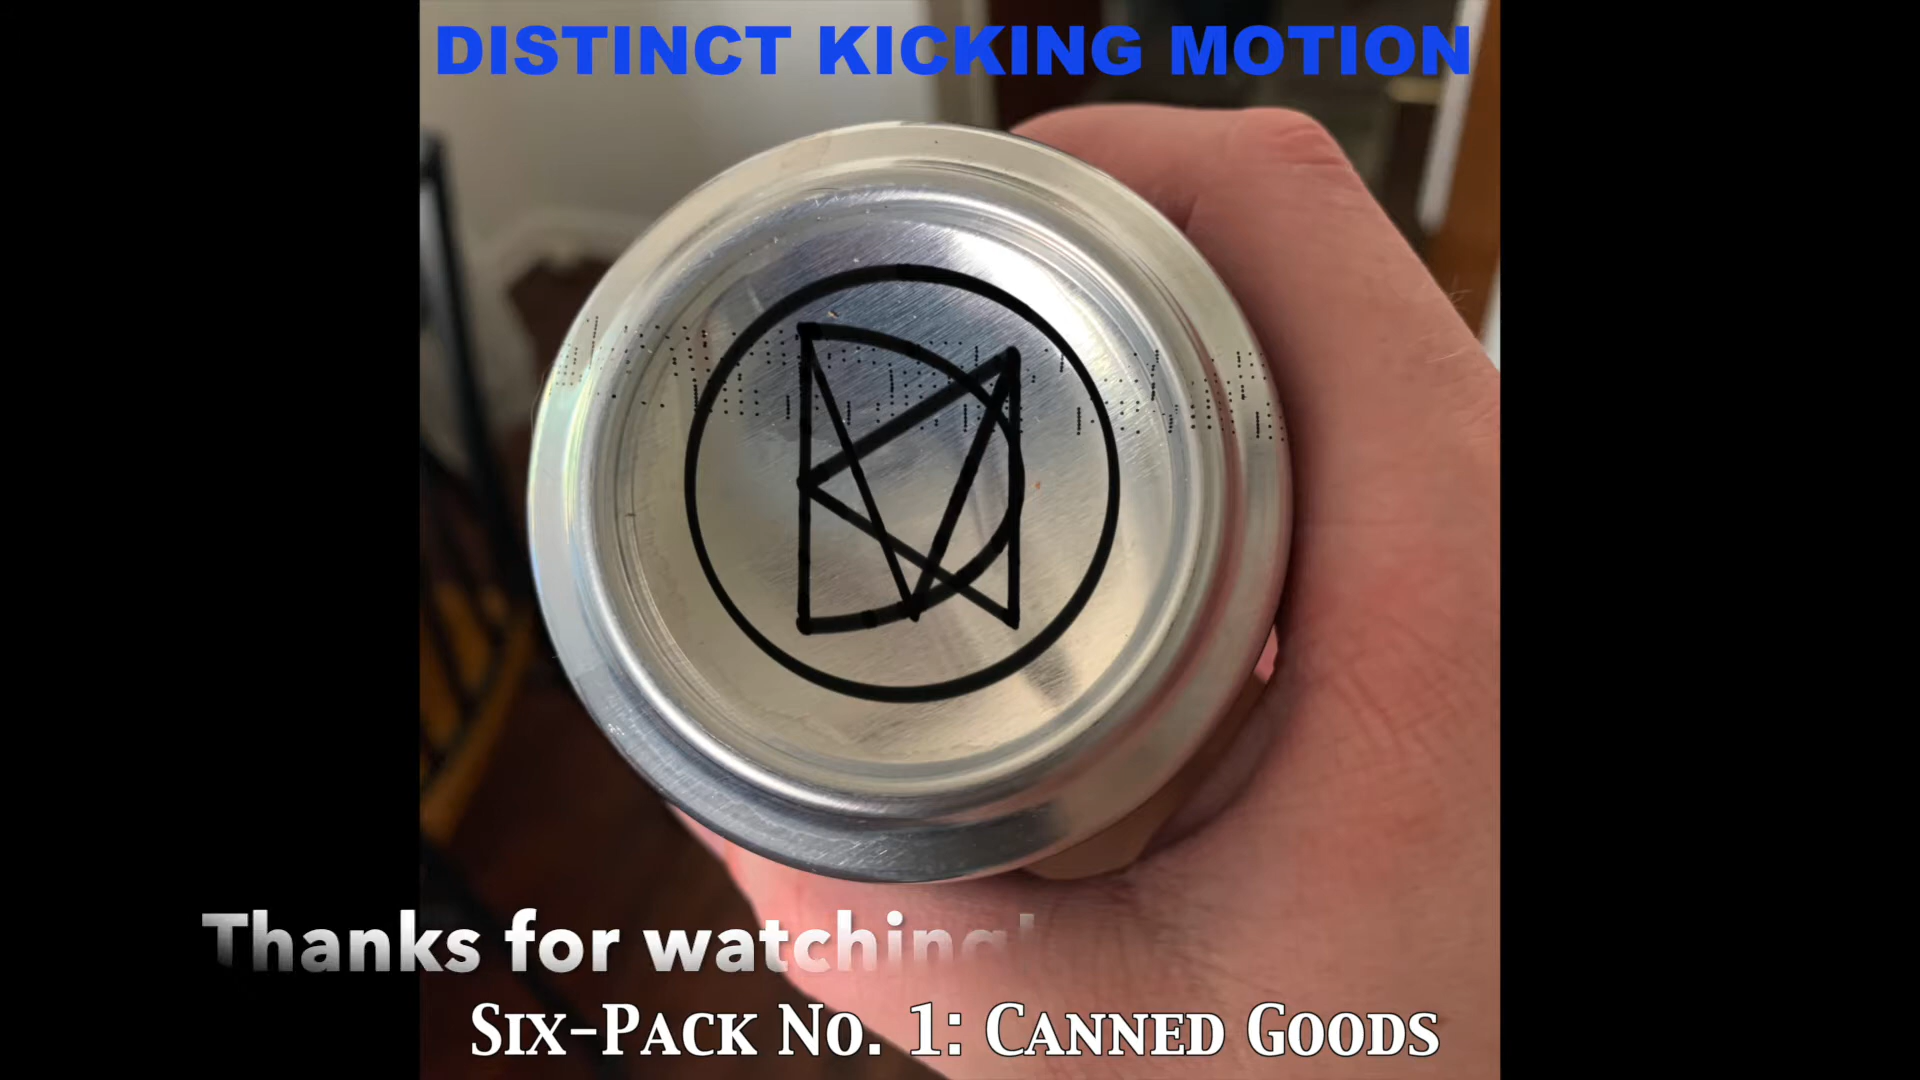 DISTINCT KICKING MOTION
Thanks for watching!
Six-Pack No. 1: Canned Goods